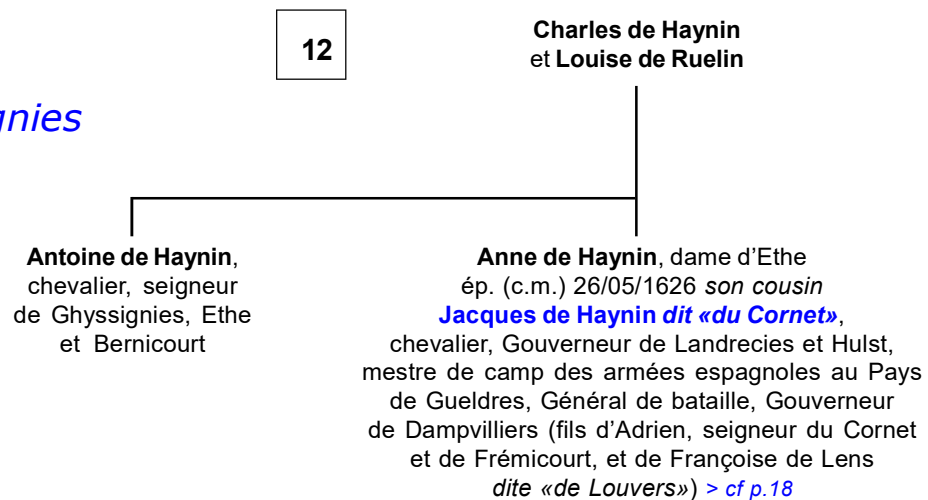 12
Charles de Haynin
et Louise de Ruelin
gnies
Antoine de Haynin,
chevalier, seigneur
de Ghyssignies, Ethe
et Bernicourt
Anne de Haynin, dame d’Ethe
ép. (c.m.) 26/05/1626 son cousin
Jacques de Haynin dit «du Cornet»,
chevalier, Gouverneur de Landrecies et Hulst,
mestre de camp des armées espagnoles au Pays
de Gueldres, Général de bataille, Gouverneur
de Dampvilliers (fils d’Adrien, seigneur du Cornet
et de Frémicourt, et de Françoise de Lens
dite «de Louvers») > cf p.18